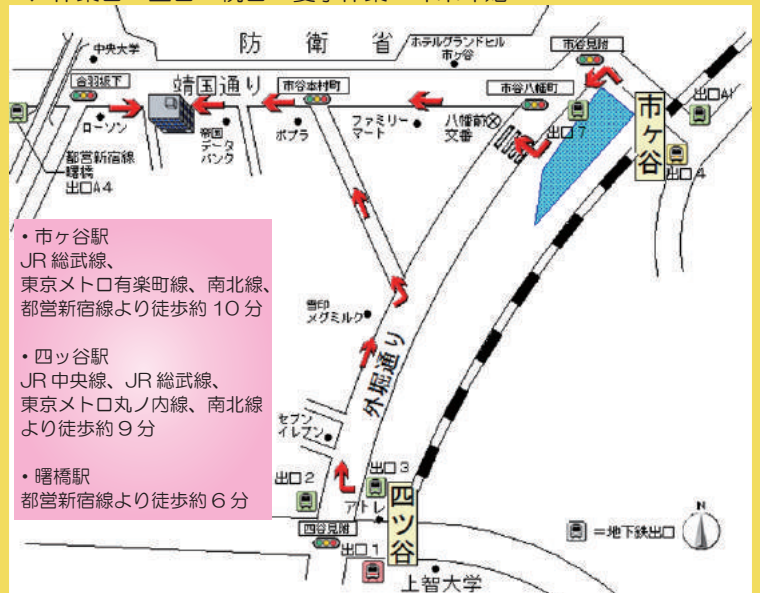 中央大学
防衛省
ホテルグランドヒル
市ヶ谷
市谷見附
合羽坂下
靖国通り
市谷本村町
市谷八幡町
出口A1
市ヶ谷
ローソン
帝国
データ
バンク
ポプラ
ファミリー
マート
八幡前
交番
出口7
出口4
都営新宿線
曙橋
出口A4
・市ヶ谷駅
JR 総武線、
東京メトロ有楽町線、南北線、
都営新宿線より徒歩約 10 分
・四ッ谷駅
JR 中央線、JR 総武線、
東京メトロ丸ノ内線、南北線
より徒歩約 9 分
・曙橋駅
都営新宿線より徒歩約 6 分
雪印
メグミルク
外堀通り
セブン
イレブン
出口2
出口3
アトレ
四ツ谷
四谷見附
出口1
上智大学
N
=地下鉄出口